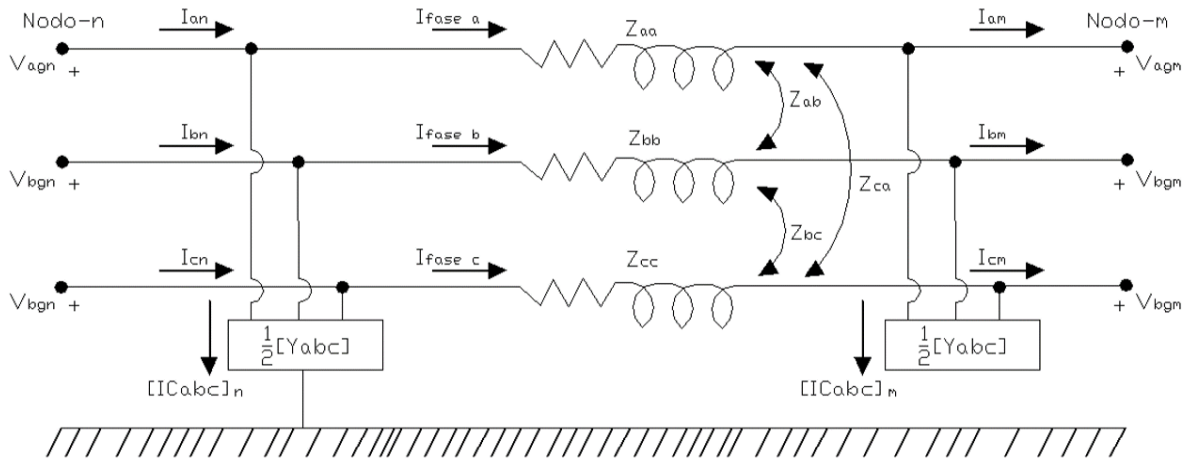 Nodo-n
Ian
Ifase a
Zaa
Iam
Nodo-m
Vagn
+
+
Vagm
Zab
Ibn
Ifase b
Zbb
Ibm
Vbgn
+
Zca
+
Vbgm
Zbc
Icn
Ifase c
Zcc
Icm
Vbgn
+
+
Vbgm
1/2[Yabc]
1/2[Yabc]
[ICabc]n
[ICabc]m